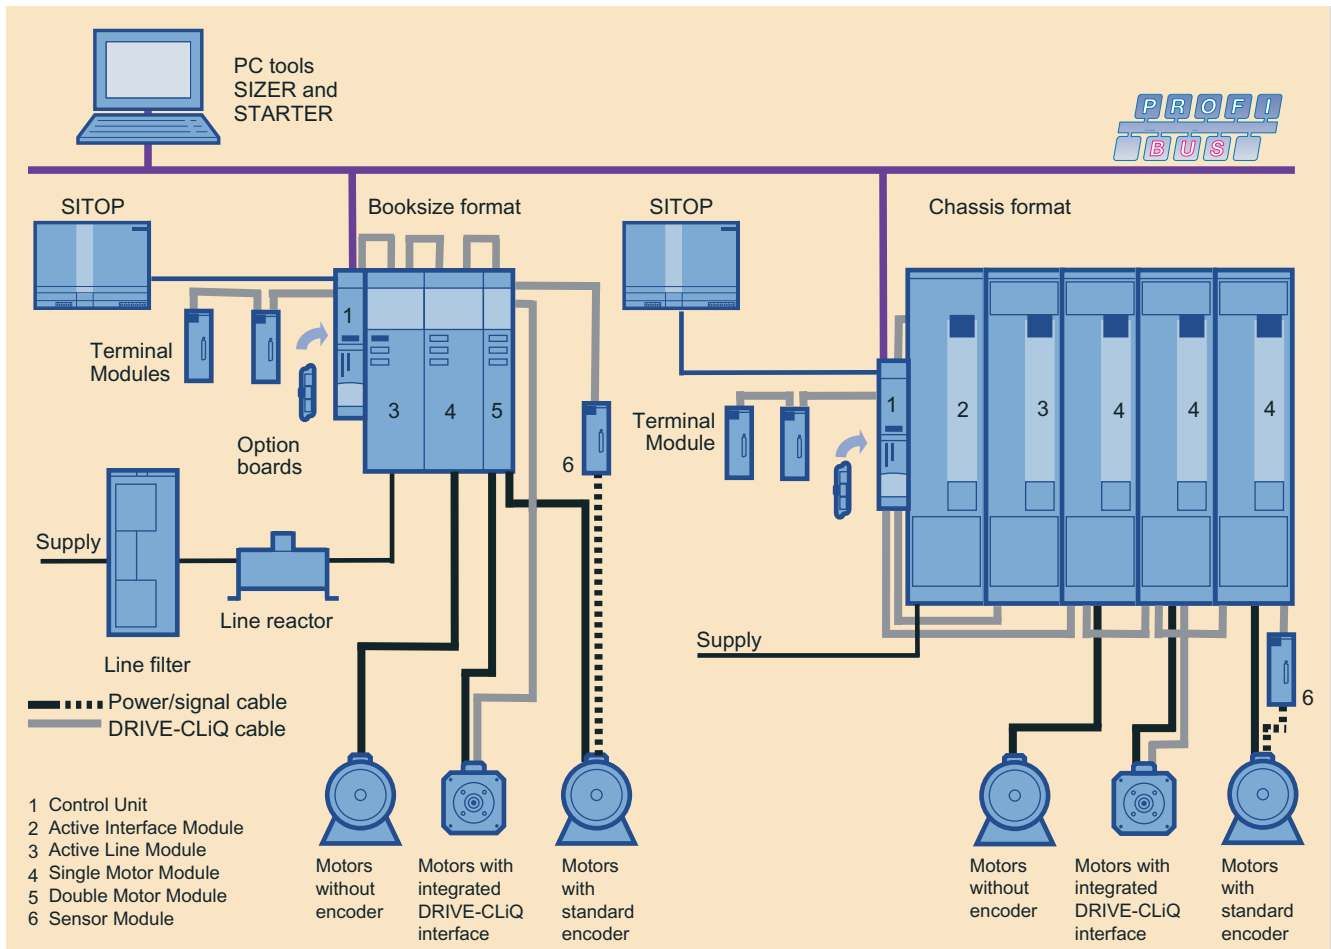 PC tools
SIZER and
STARTER
PROFI
BUS
SITOP
Booksize format
SITOP
Chassis format
1
Terminal
Modules
3
4
5
Option
boards
6
Terminal
Module
1
2
3
4
4
4
Supply
Line reactor
Line filter
Supply
6
Power/signal cable
DRIVE-CLiQ cable
1 Control Unit
2 Active Interface Module
3 Active Line Module
4 Single Motor Module
5 Double Motor Module
6 Sensor Module
Motors
without
encoder
Motors with
integrated
DRIVE-CLiQ
interface
Motors
with
standard
encoder
Motors
without
encoder
Motors with
integrated
DRIVE-CLiQ
interface
Motors
with
standard
encoder